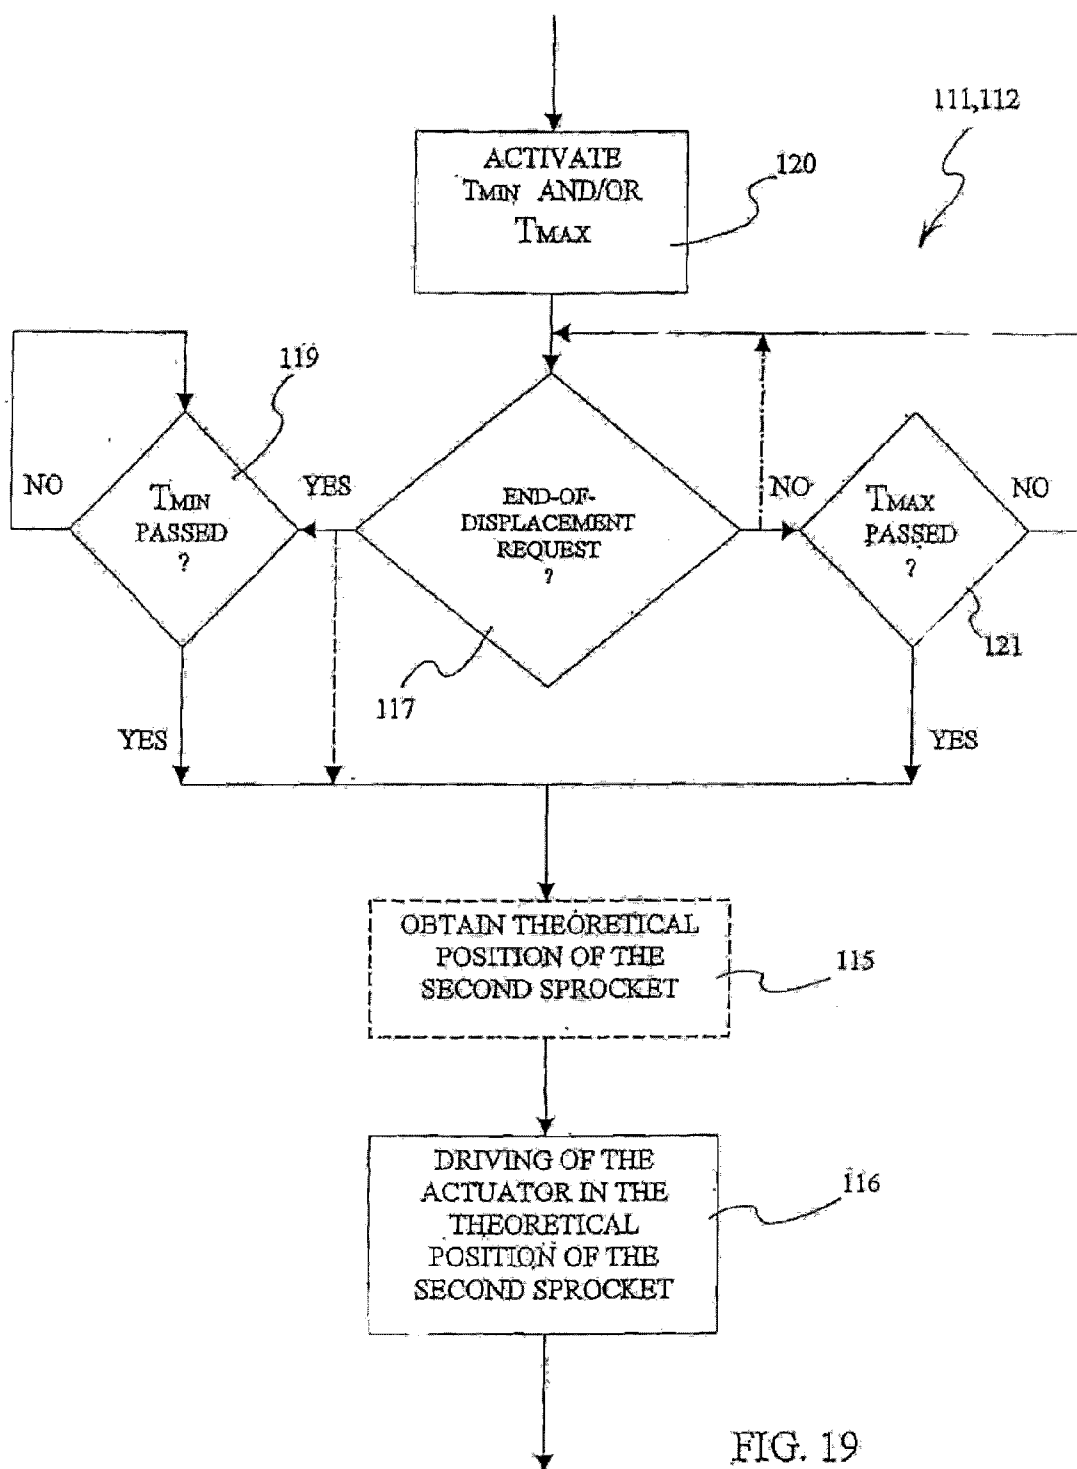 111,112
ACTIVATE
TMIN AND/OR
TMAX
120
119
NO
TMIN
PASSED
?
YES
END-OF-
DISPLACEMENT
REQUEST
?
NO
TMAX
PASSED
?
NO
121
117
YES
YES
OBTAIN THEORETICAL
POSITION OF THE
SECOND SPROCKET
115
DRIVING OF THE
ACTUATOR IN THE
THEORETICAL
POSITION OF THE
SECOND SPROCKET
116
FIG. 19